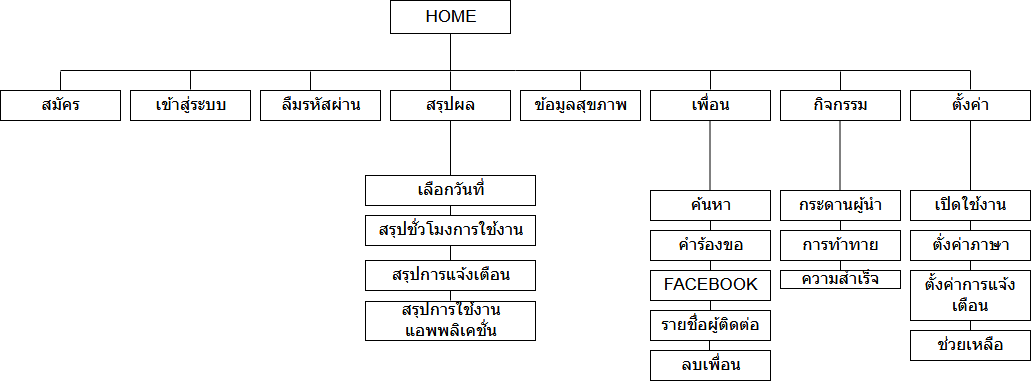 HOME
สมัคร
เข้าสู่ระบบ
ลืมรหัสผ่าน
สรุปผล
ข้อมูลสุขภาพ
เพื่อน
กิจกรรม
ตั้งค่า
เลือกวันที่
สรุปชั่วโมงการใช้งาน
สรุปการแจ้งเตือน
สรุปการใช้งาน
แอพพลิเคชั่น
ค้นหา
คำร้องขอ
FACEBOOK
รายชื่อผู้ติดต่อ
ลบเพื่อน
กระดานผู้นำ
การท้าทาย
ความสำเร็จ
เปิดใช้งาน
ตั่งค่าภาษา
ตั้งค่าการแจ้ง
เตือน
ช่วยเหลือ